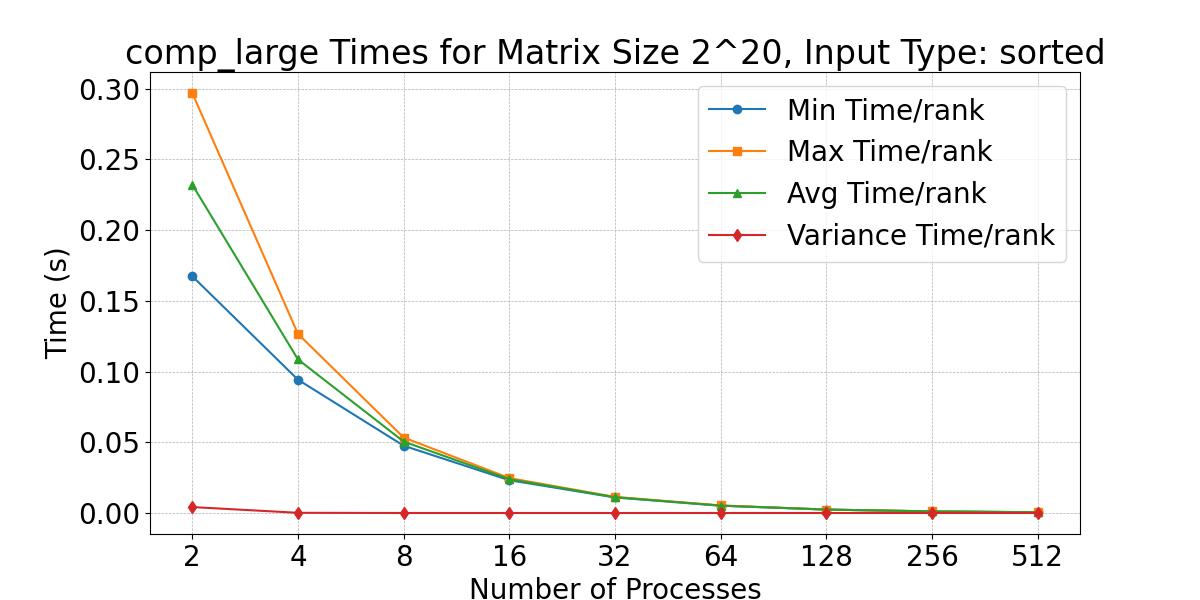 comp_large Times for Matrix Size 2^20, Input Type: sorted
Min Time/rank
Max Time/rank
Avg Time/rank
Variance Time/rank
Time (s)
0.30
0.25
0.20
0.15
0.10
0.05
0.00
2 4 8 16 32 64 128 256 512
Number of Processes